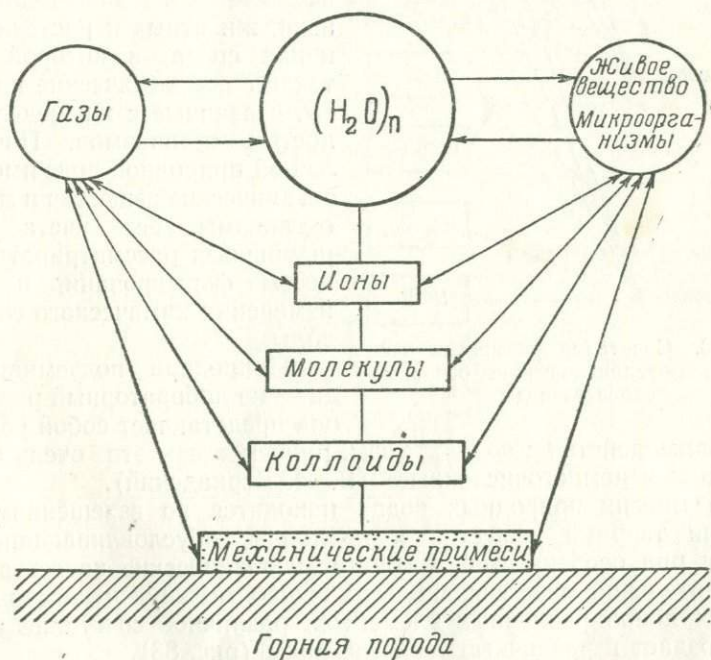 Газы
(H₂O)n
Живое
вещество
Микроорга-
низмы
Ионы
Молекулы
Коллоиды
Механические примеси
Горная порода